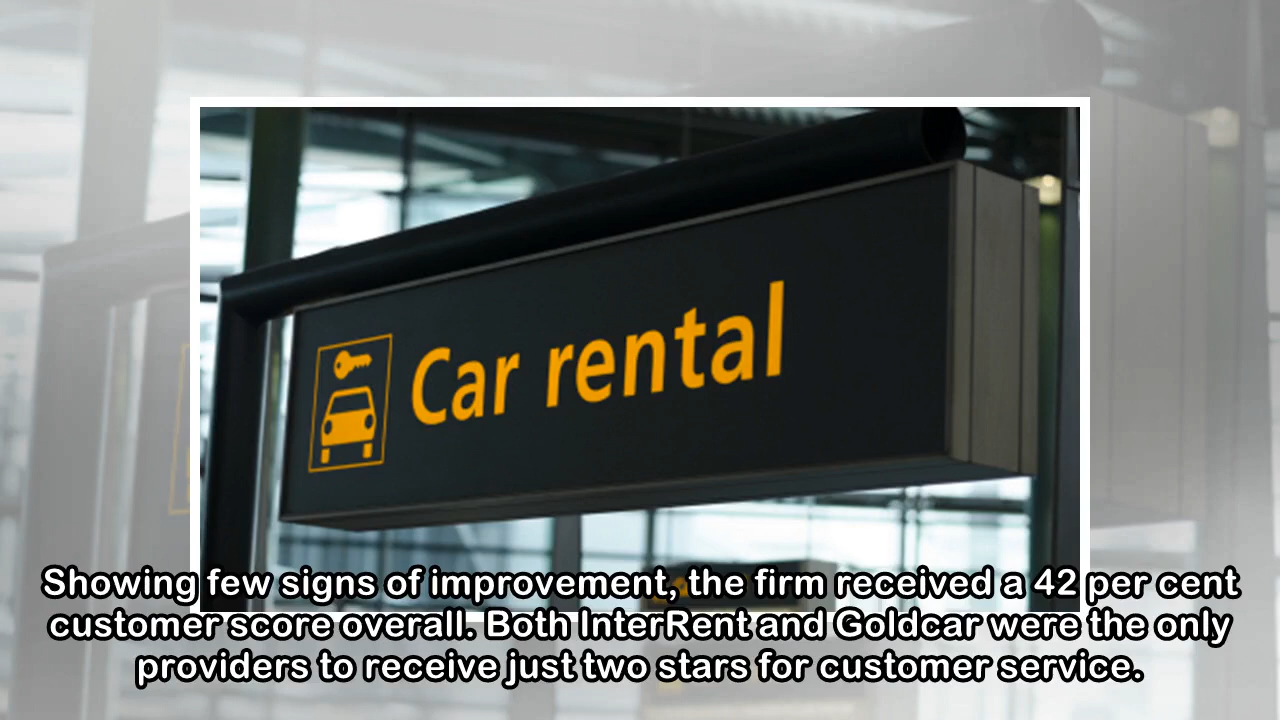 Car rental
Showing few signs of improvement, the firm received a 42 per cent
customer score overall. Both InterRent and Goldcar were the only
providers to receive just two stars for customer service.